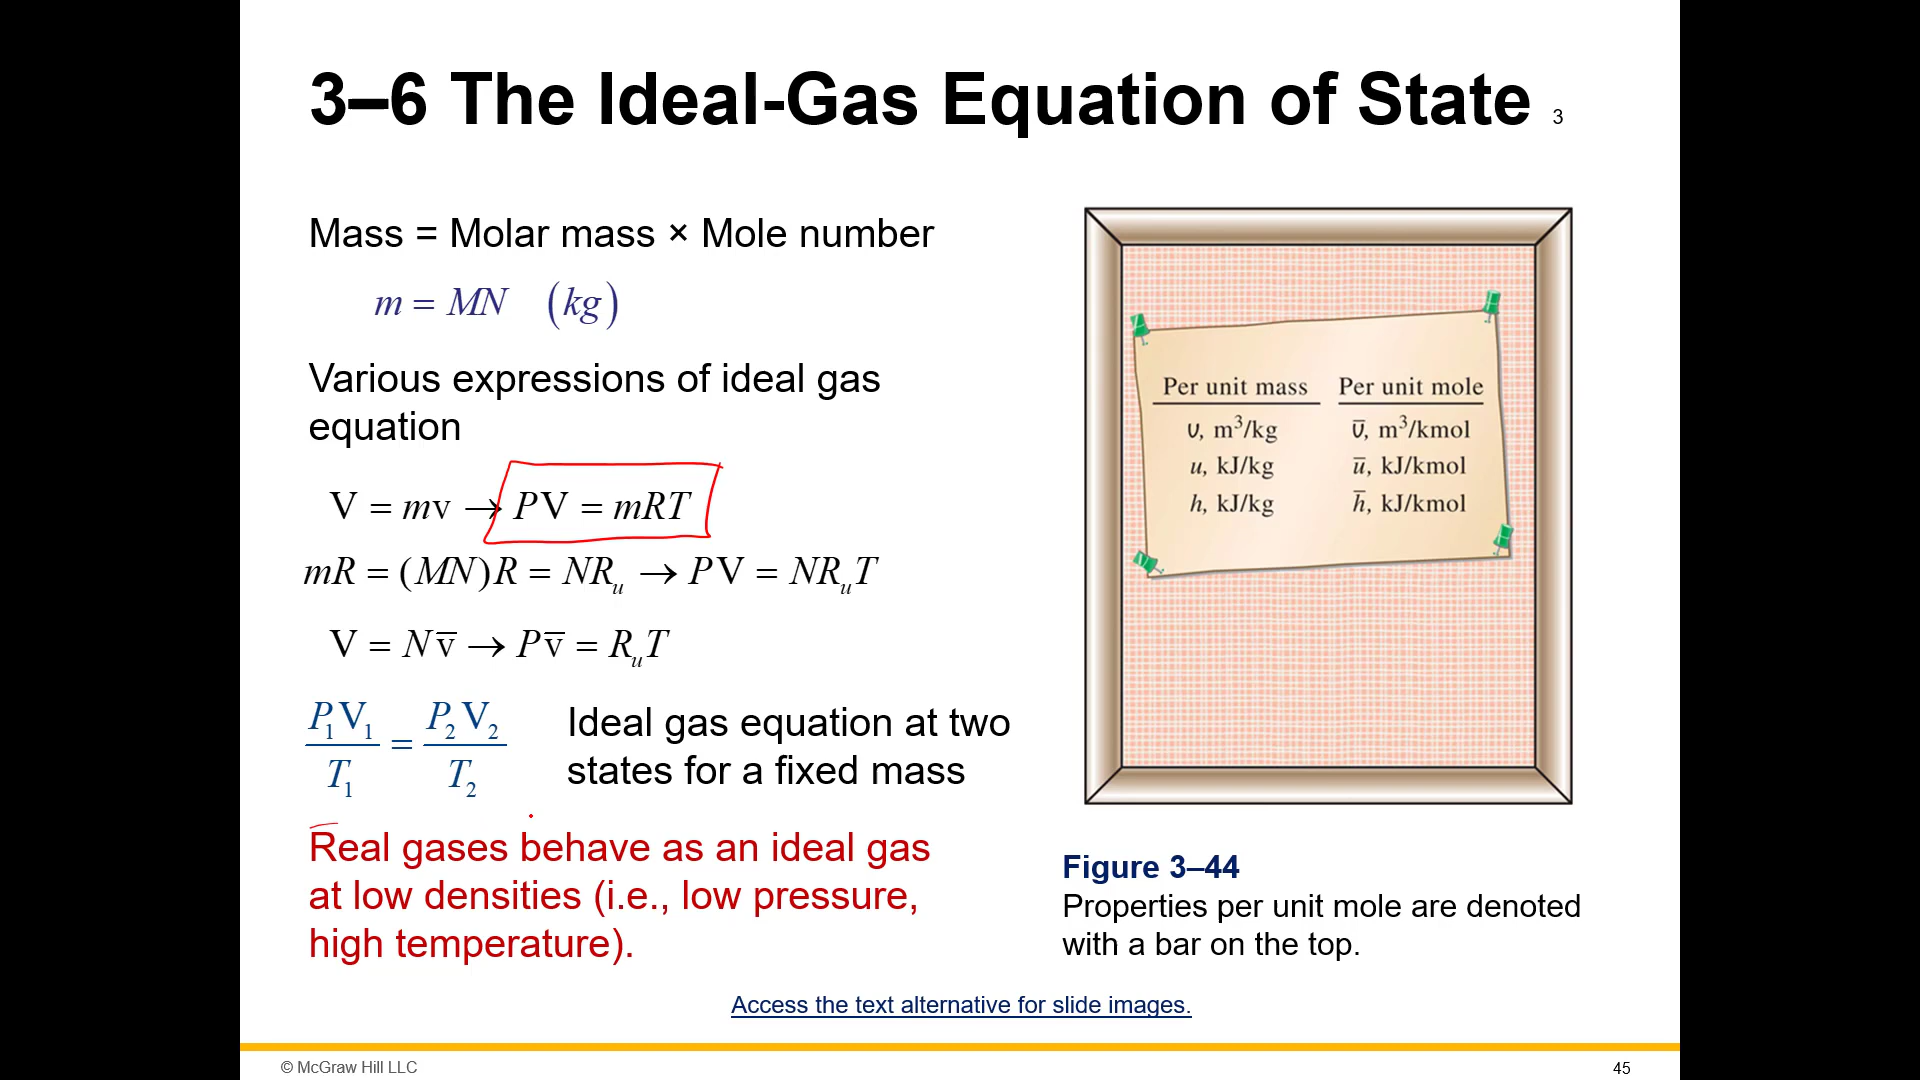 3–6 The Ideal-Gas Equation of State 3
Mass = Molar mass × Mole number
m = MN (kg)
Various expressions of ideal gas
equation
V = mv → PV = mRT
mR = (MN)R = NRᵤ → PV = NRᵤT
V = Nv̅ → Pv̅ = RᵤT
P₁V₁/T₁ = P₂V₂/T₂
Ideal gas equation at two
states for a fixed mass
Real gases behave as an ideal gas
at low densities (i.e., low pressure,
high temperature).
Per unit mass Per unit mole
υ, m³/kg υ̅, m³/kmol
u, kJ/kg u̅, kJ/kmol
h, kJ/kg h̅, kJ/kmol
Figure 3–44
Properties per unit mole are denoted
with a bar on the top.
Access the text alternative for slide images.
© McGraw Hill LLC
45